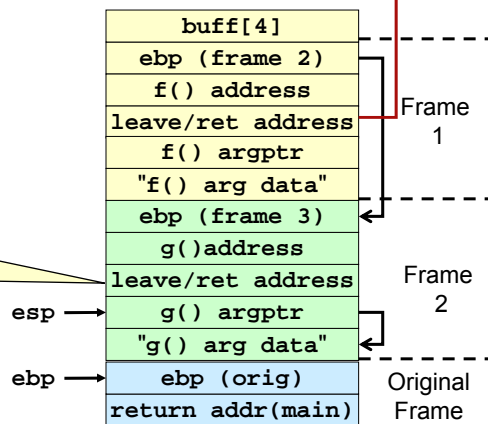 buff[4]
ebp (frame 2)
f() address
leave/ret address
f() argptr
"f() arg data"
Frame
1
ebp (frame 3)
g()address
leave/ret address
g() argptr
"g() arg data"
Frame
2
esp
ebp
ebp (orig)
return addr(main)
Original
Frame